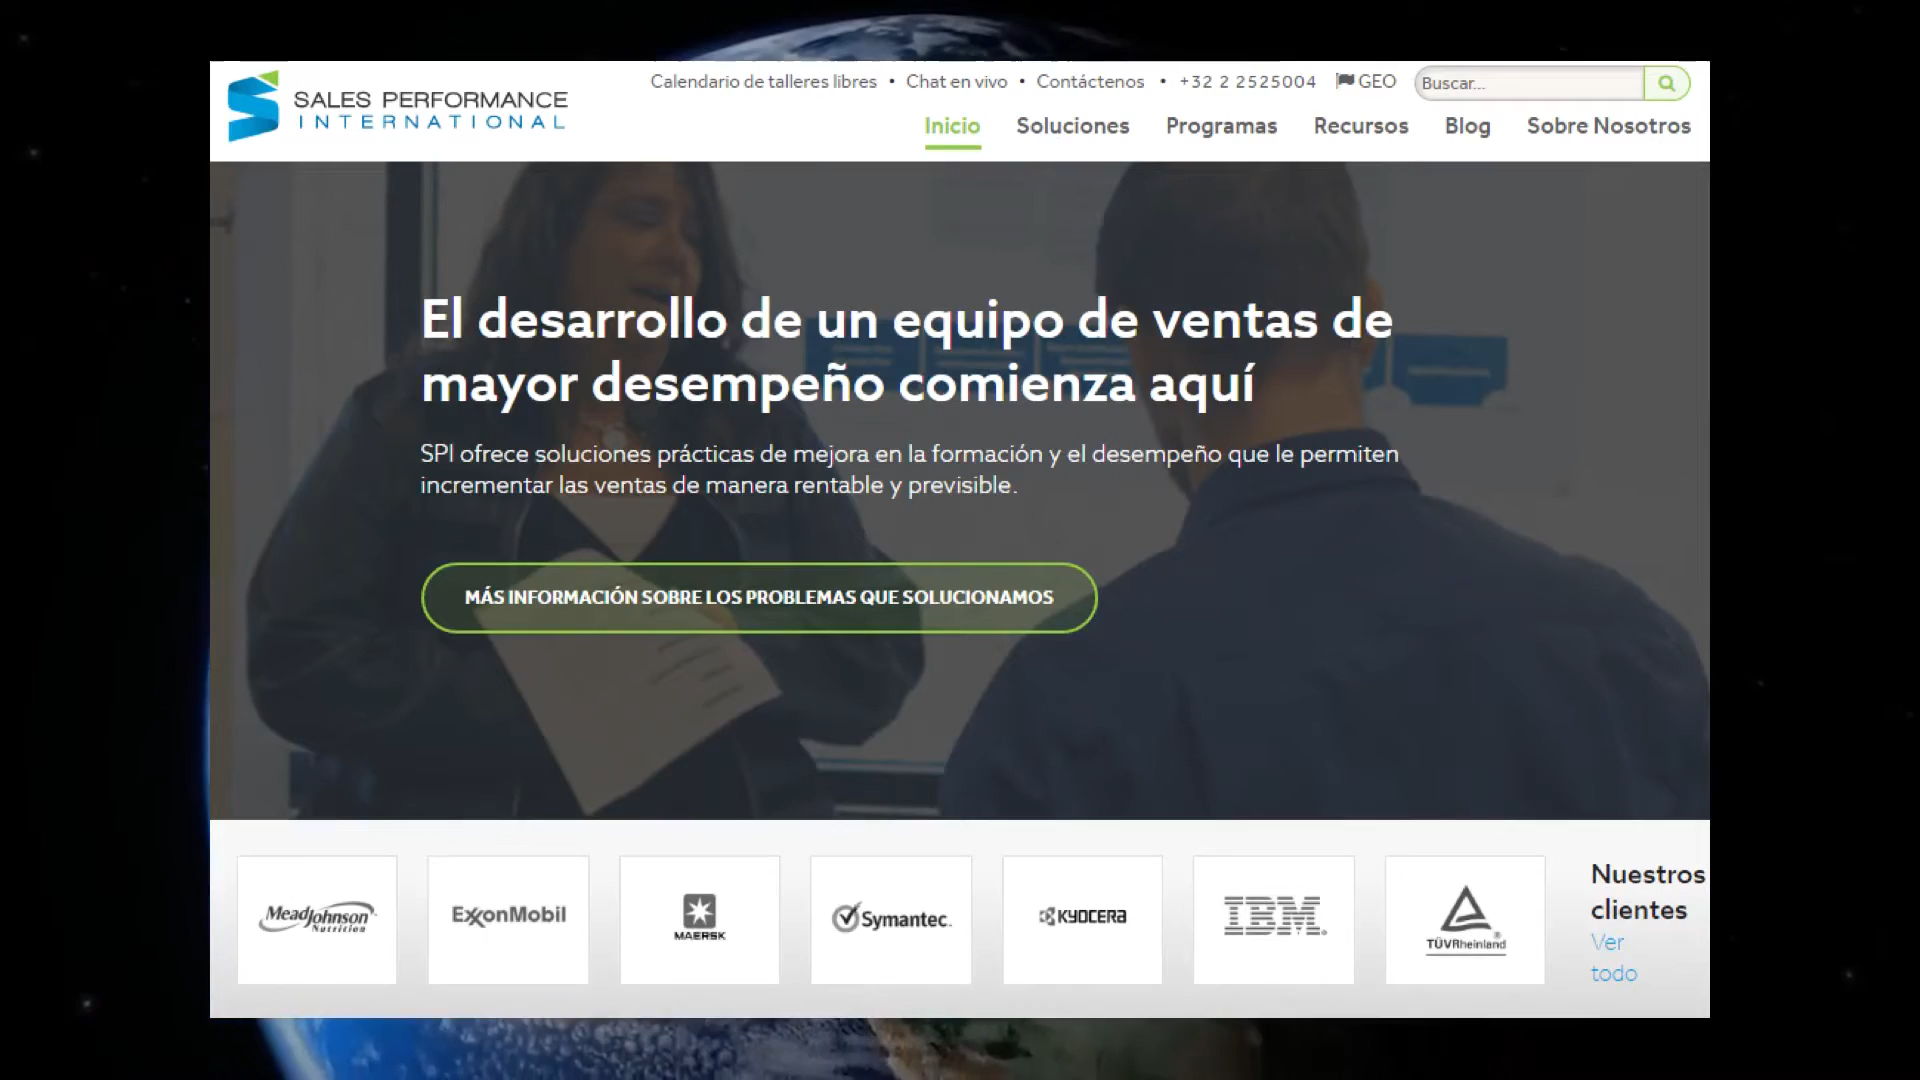 SALES PERFORMANCE
INTERNATIONAL
Calendario de talleres libres • Chat en vivo • Contáctenos • +32 2 2525004 GEO
Buscar...
Inicio Soluciones Programas Recursos Blog Sobre Nosotros
El desarrollo de un equipo de ventas de
mayor desempeño comienza aquí
SPI ofrece soluciones prácticas de mejora en la formación y el desempeño que le permiten
incrementar las ventas de manera rentable y previsible.
MÁS INFORMACIÓN SOBRE LOS PROBLEMAS QUE SOLUCIONAMOS
MeadJohnson
Nutrition
ExxonMobil
MAERSK
Symantec.
KYOCERA
IBM.
TÜVRheinland
Nuestros
clientes
Ver
todo